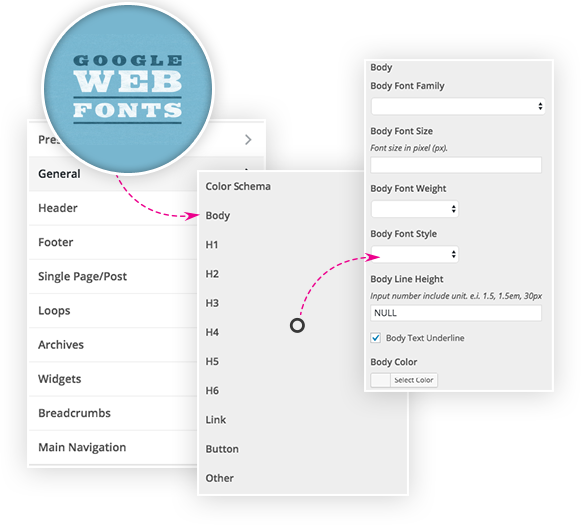 GOOGLE
WEB
FONTS
General
Header
Footer
Single Page/Post
Loops
Archives
Widgets
Breadcrumbs
Main Navigation
Color Schema
Body
H1
H2
H3
H4
H5
H6
Link
Button
Other
Body
Body Font Family
Body Font Size
Font size in pixel (px).
Body Font Weight
Body Font Style
Body Line Height
Input number include unit. e.i. 1.5, 1.5em, 30px
NULL
Body Text Underline
Body Color
Select Color